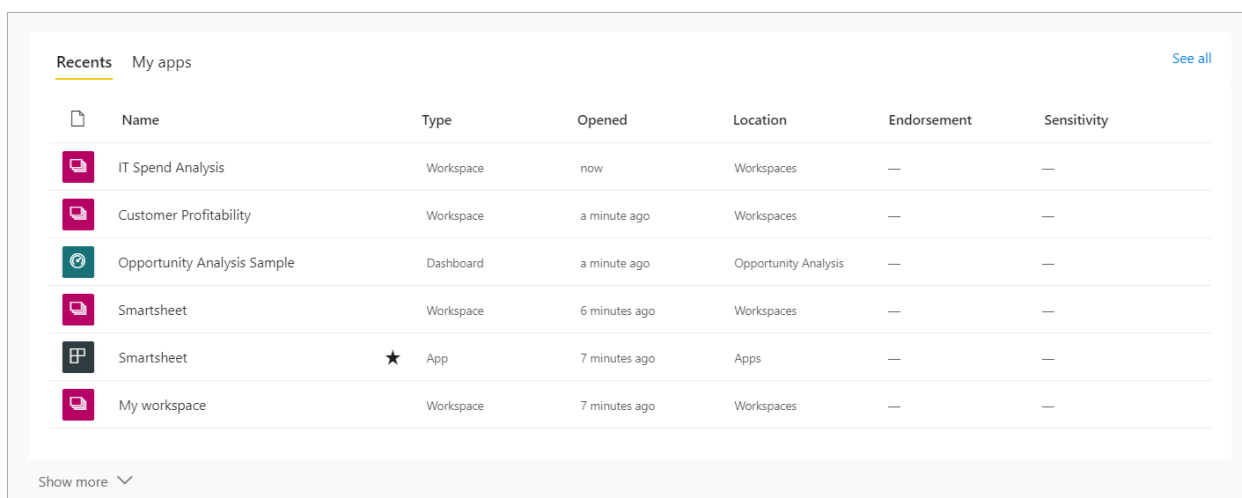 Recents My apps See all
Name Type Opened Location Endorsement Sensitivity
IT Spend Analysis Workspace now Workspaces — —
Customer Profitability Workspace a minute ago Workspaces — —
Opportunity Analysis Sample Dashboard a minute ago Opportunity Analysis — —
Smartsheet Workspace 6 minutes ago Workspaces — —
Smartsheet ★ App 7 minutes ago Apps — —
My workspace Workspace 7 minutes ago Workspaces — —
Show more